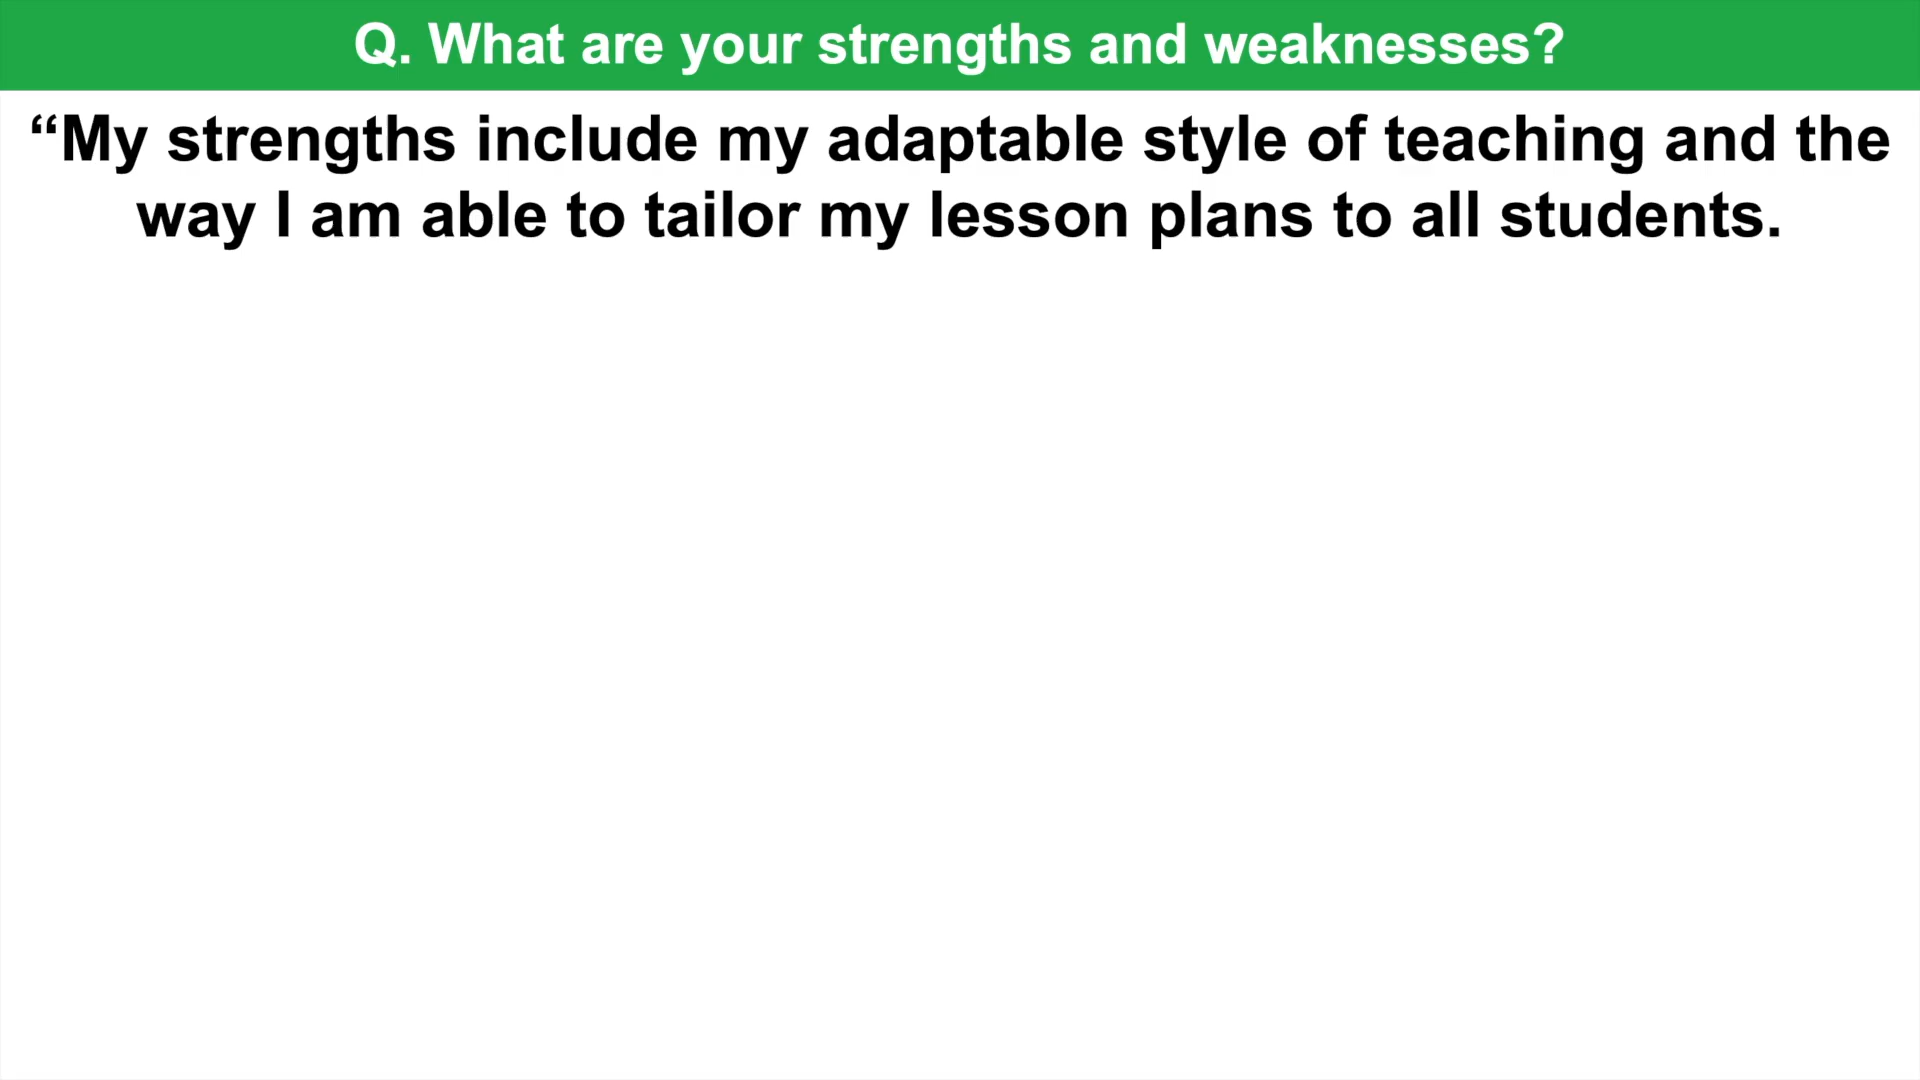 Q. What are your strengths and weaknesses?
“My strengths include my adaptable style of teaching and the
way I am able to tailor my lesson plans to all students.